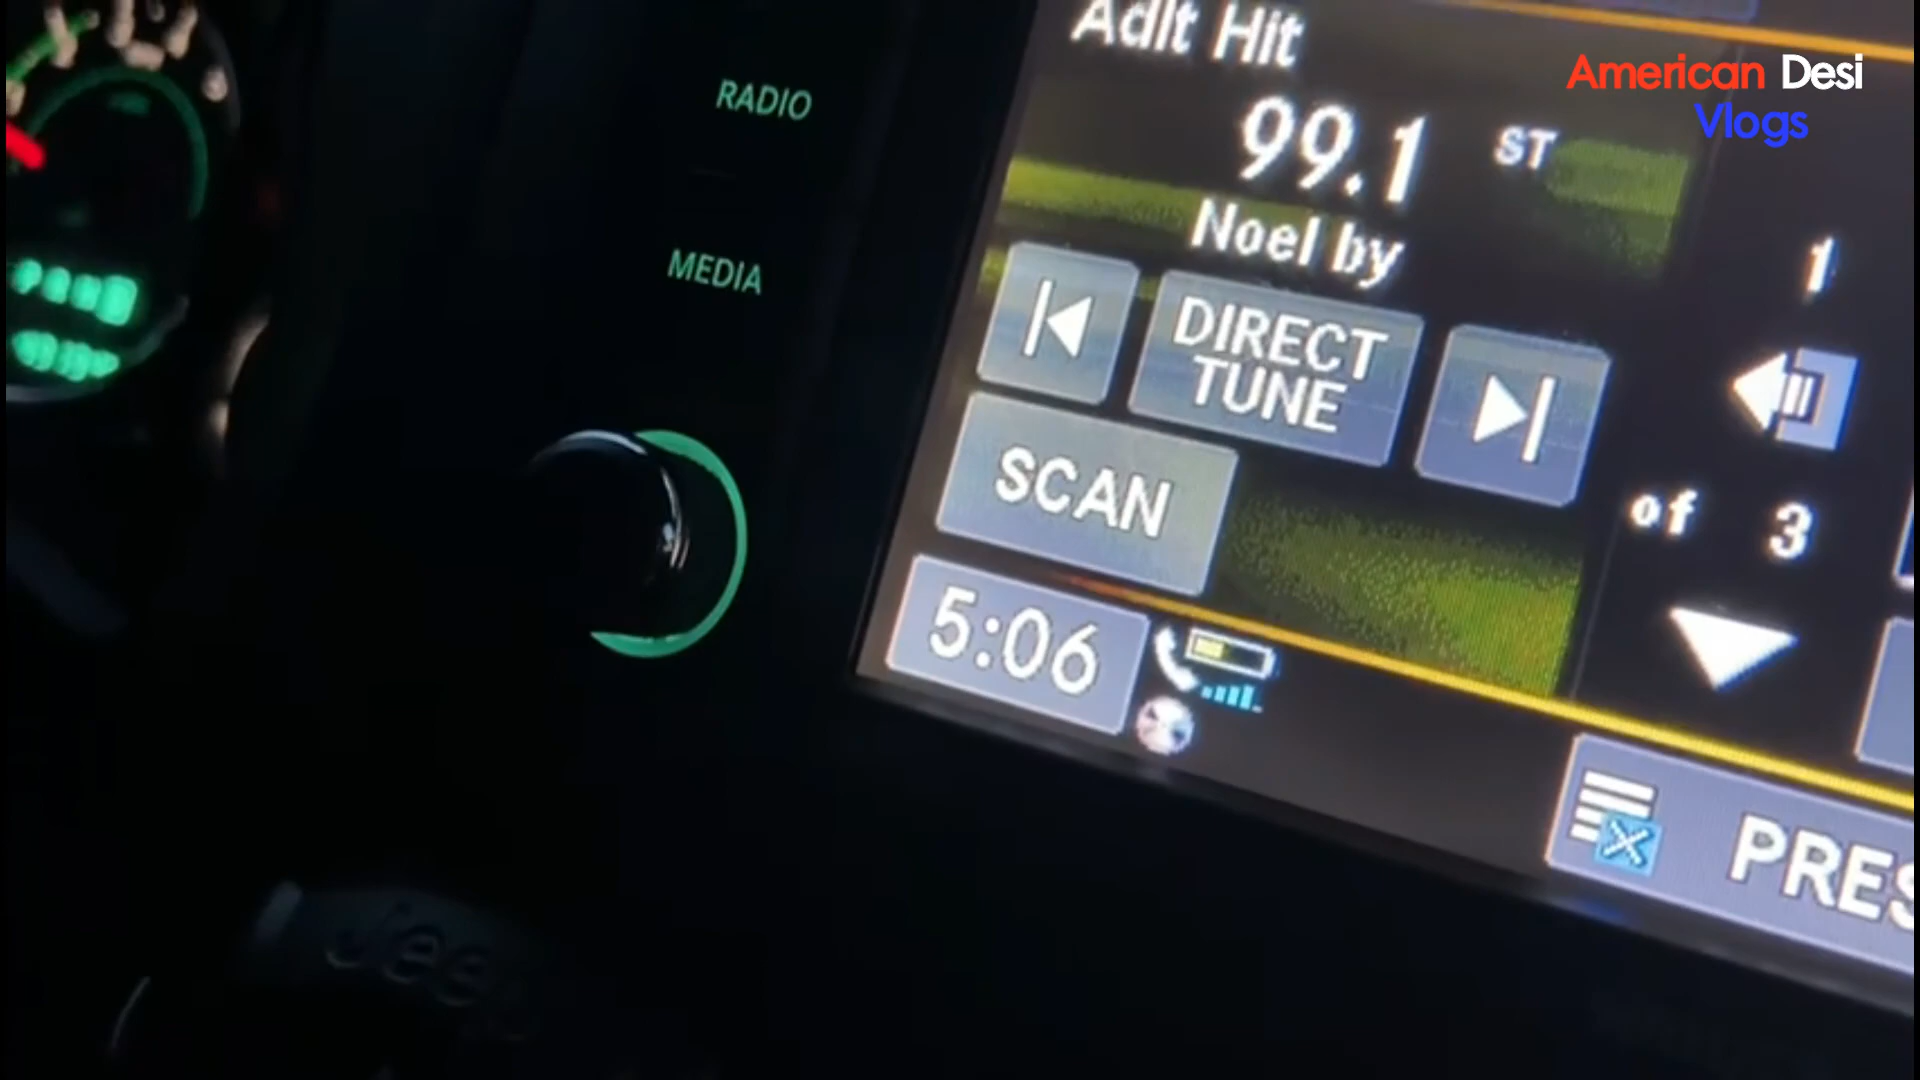 RADIO
MEDIA
Adlt Hit
99.1 ST
Noel by
DIRECT
TUNE
SCAN
1
of 3
5:06
PRES
Jeep
American Desi
Vlogs